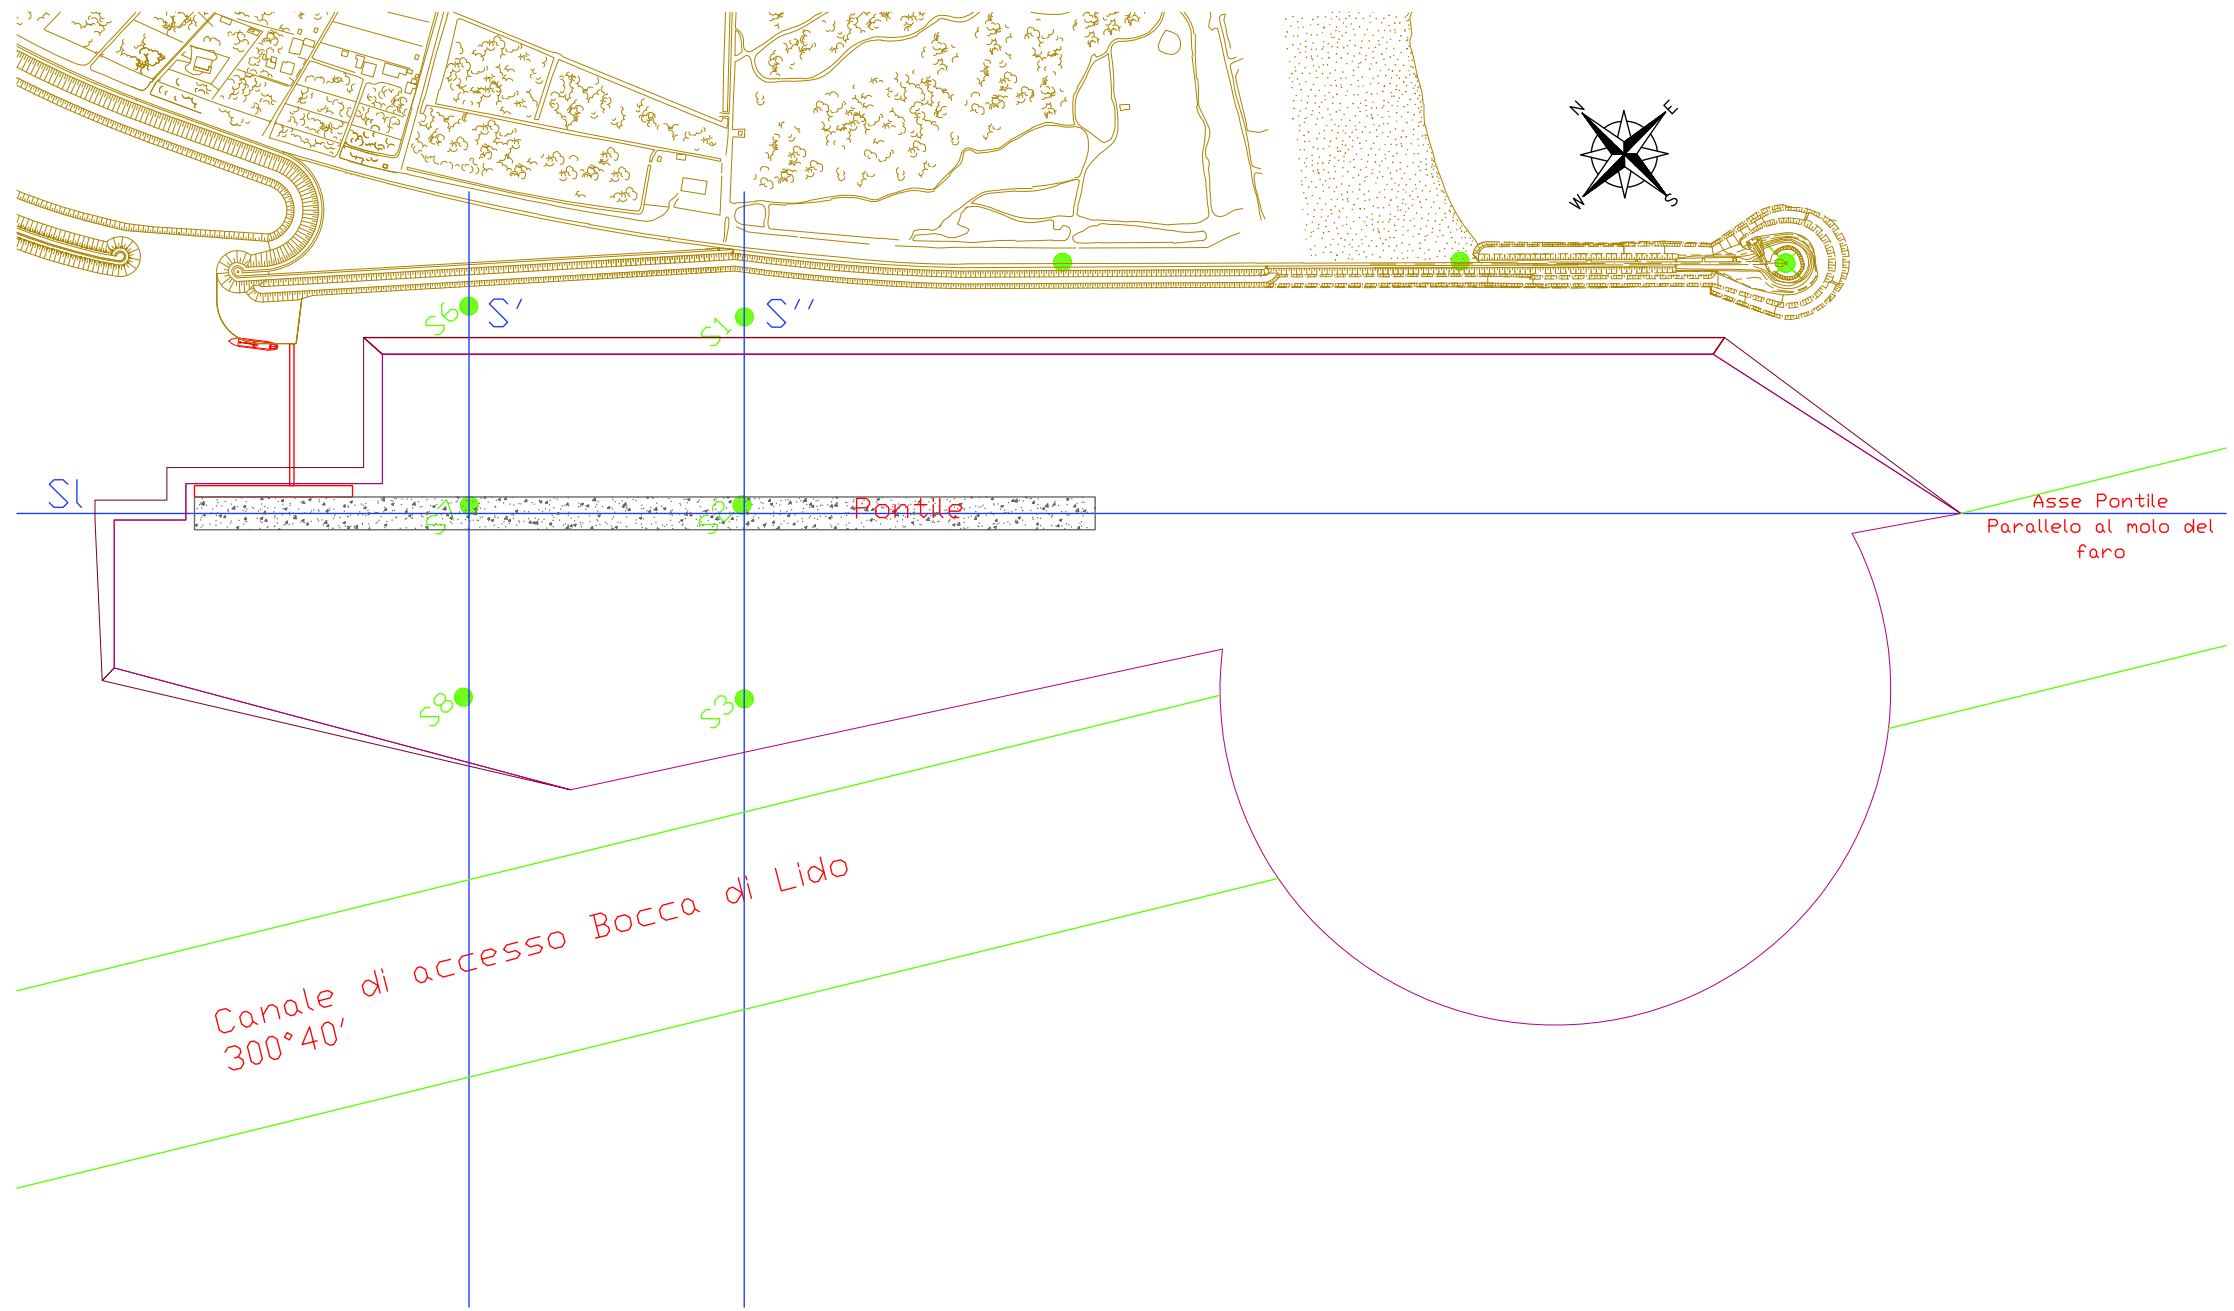 N
E
W
S
S6
S'
S1
S''
Sl
S7
S2
Pontile
Asse Pontile
Parallelo al molo del
faro
S8
S3
Canale di accesso Bocca di Lido
300°40'